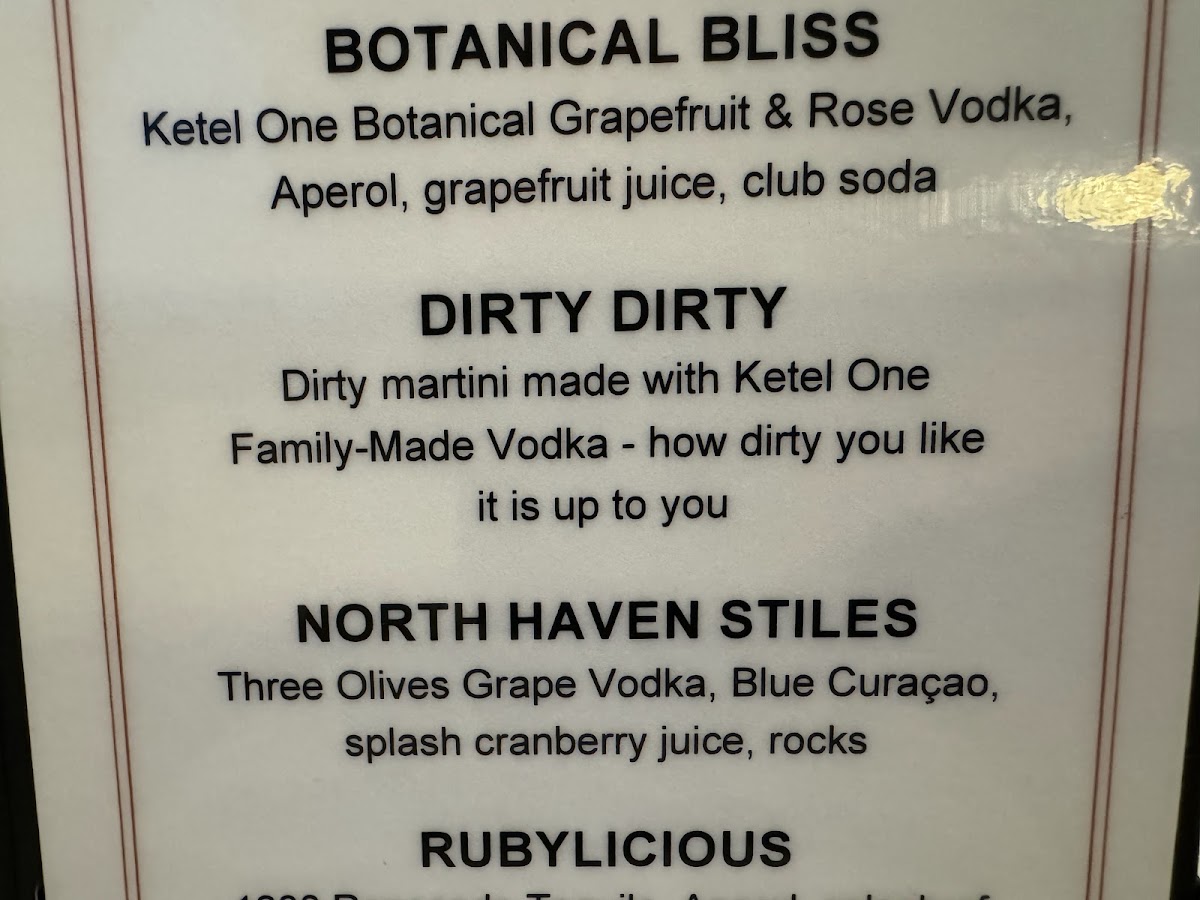 BOTANICAL BLISS
Ketel One Botanical Grapefruit & Rose Vodka,
Aperol, grapefruit juice, club soda
DIRTY DIRTY
Dirty martini made with Ketel One
Family-Made Vodka - how dirty you like
it is up to you
NORTH HAVEN STILES
Three Olives Grape Vodka, Blue Curaçao,
splash cranberry juice, rocks
RUBYLICIOUS